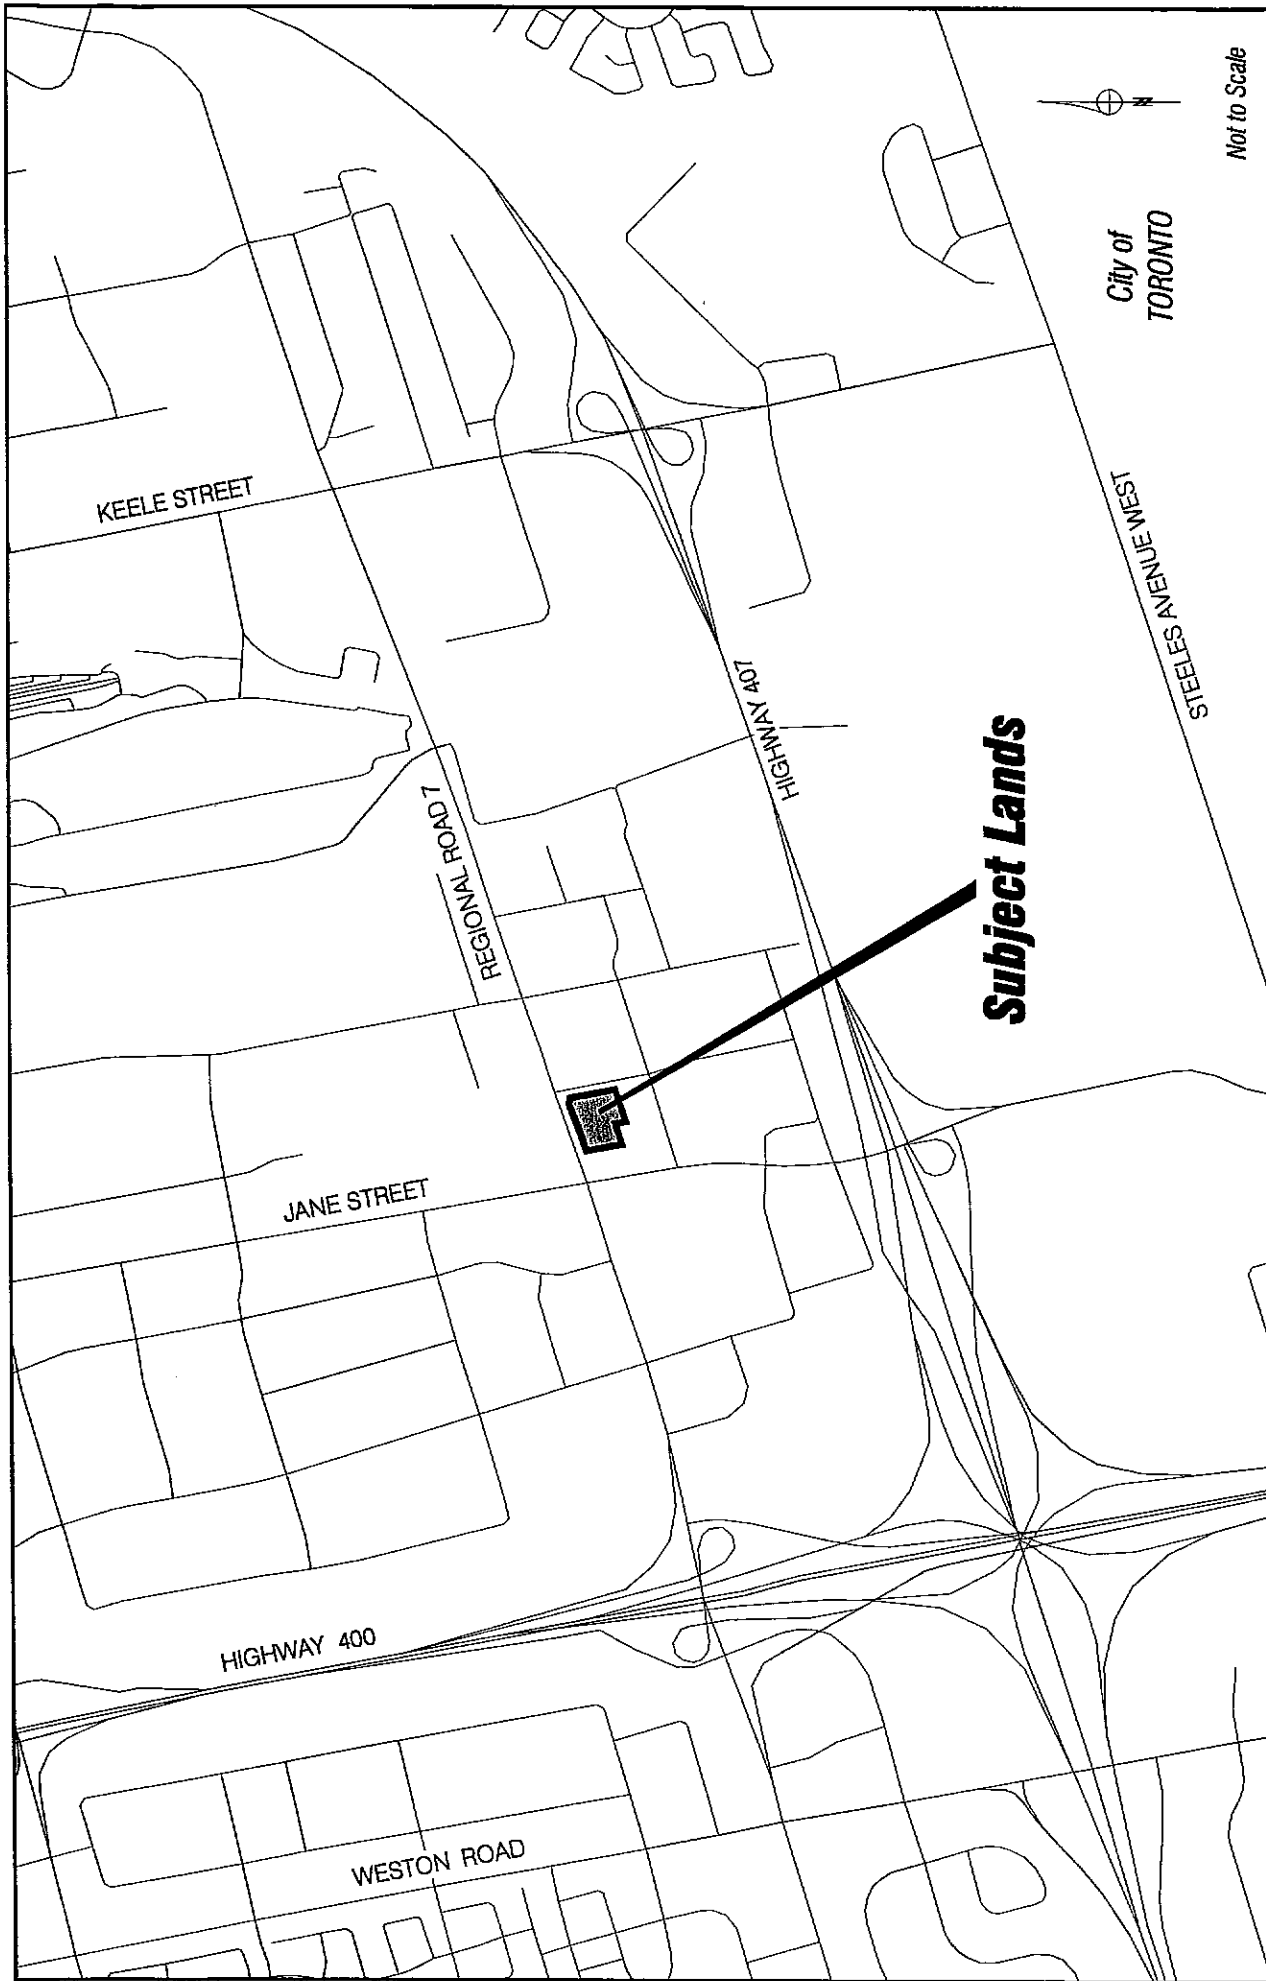 KEELE STREET
REGIONAL ROAD 7
HIGHWAY 407
STEELES AVENUE WEST
JANE STREET
HIGHWAY 400
WESTON ROAD
Subject Lands
City of
TORONTO
N
Not to Scale